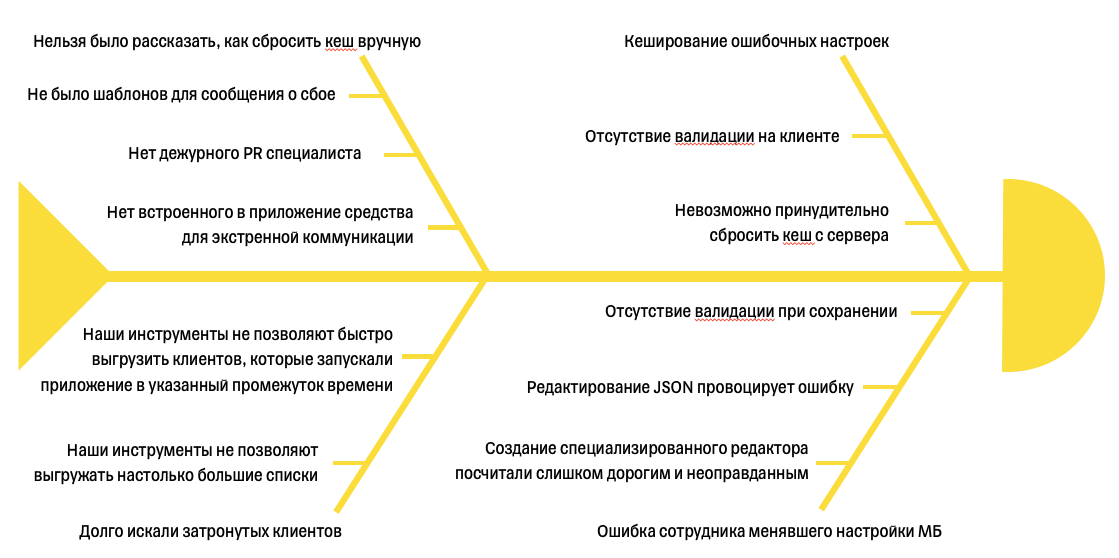 Нельзя было рассказать, как сбросить кеш вручную
Не было шаблонов для сообщения о сбое
Нет дежурного PR специалиста
Нет встроенного в приложение средства
для экстренной коммуникации
Кеширование ошибочных настроек
Отсутствие валидации на клиенте
Невозможно принудительно
сбросить кеш с сервера
Наши инструменты не позволяют быстро
выгрузить клиентов, которые запускали
приложение в указанный промежуток времени
Наши инструменты не позволяют
выгружать настолько большие списки
Долго искали затронутых клиентов
Отсутствие валидации при сохранении
Редактирование JSON провоцирует ошибку
Создание специализированного редактора
посчитали слишком дорогим и неоправданным
Ошибка сотрудника менявшего настройки МБ